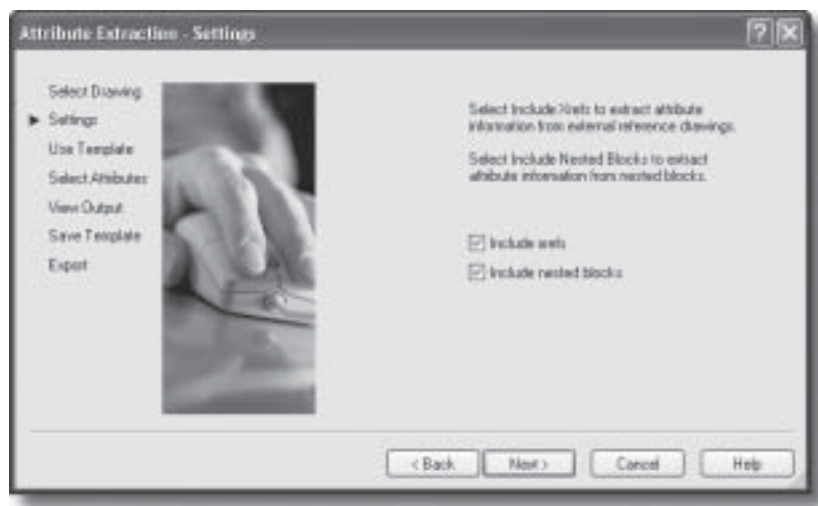 Attribute Extraction - Settings
Select Drawing
Settings
Use Template
Select Attributes
View Output
Save Template
Export
Select Include Xrefs to extract attribute
information from external reference drawings.
Select Include Nested Blocks to extract
attribute information from nested blocks.
Include xrefs
Include nested blocks
< Back
Next >
Cancel
Help